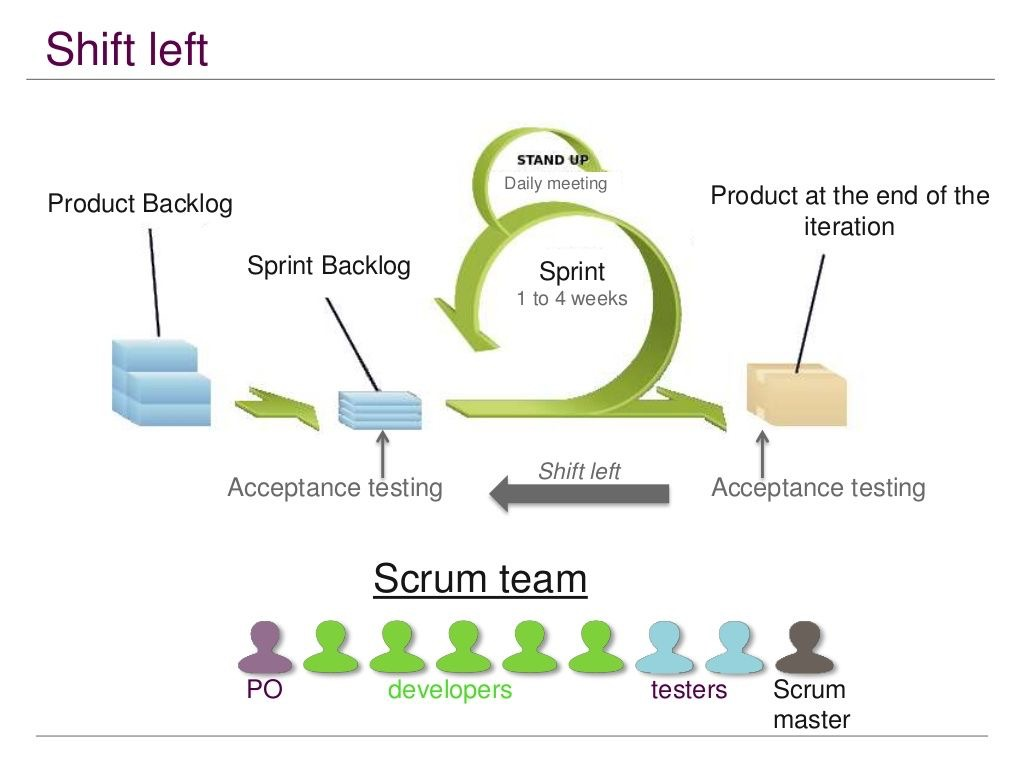 Shift left
STAND UP
Daily meeting
Product Backlog
Product at the end of the
iteration
Sprint Backlog
Sprint
1 to 4 weeks
Shift left
Acceptance testing
Acceptance testing
Scrum team
PO
developers
testers
Scrum
master